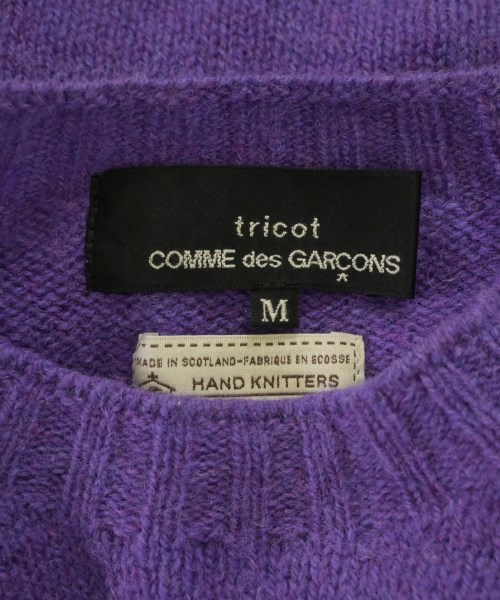 tricot
COMME des GARÇONS
M
MADE IN SCOTLAND-FABRIQUE EN ECOSSE
HAND KNITTERS